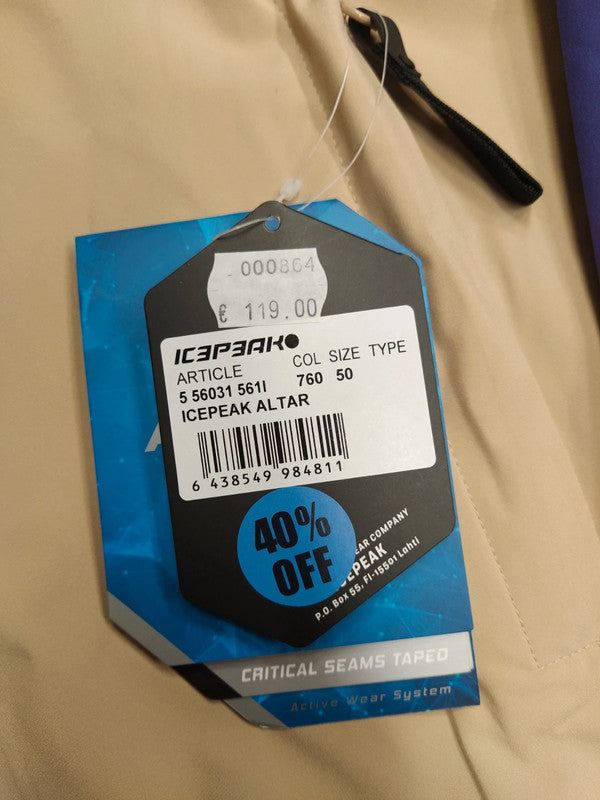 000864
€ 119.00
ICEPEAK
COL SIZE TYPE
ARTICLE
760 50
5 56031 561I
ICEPEAK ALTAR
6 438549 984811
40%
OFF
EAR COMPANY
CEPEAK
P.O. Box 55, FI-15501 Lahti
CRITICAL SEAMS TAPED
Active Wear System